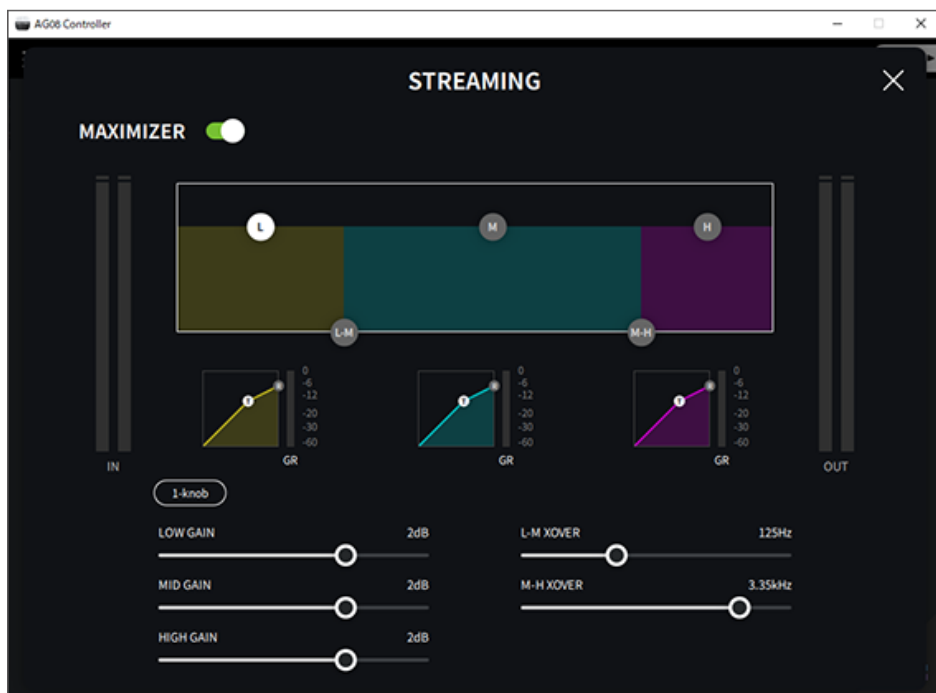 AG08 Controller
STREAMING
MAXIMIZER
L M H
L-M M-H
T R 0 -6 -12 -20 -30 -60 GR
T R 0 -6 -12 -20 -30 -60 GR
T R 0 -6 -12 -20 -30 -60 GR
IN OUT
1-knob
LOW GAIN 2dB
L-M XOVER 125Hz
MID GAIN 2dB
M-H XOVER 3.35kHz
HIGH GAIN 2dB